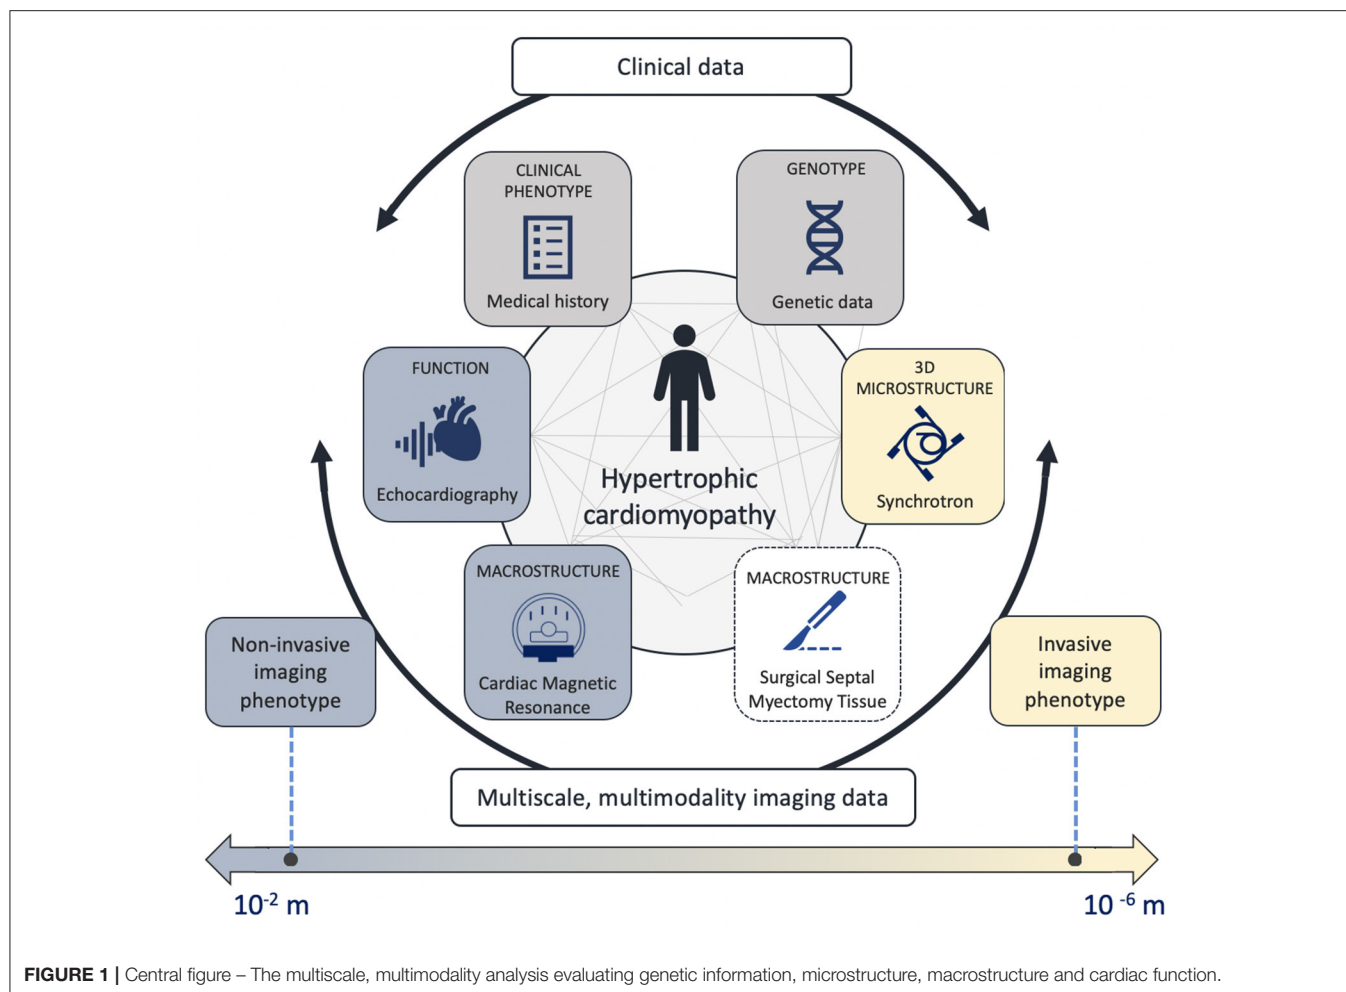 Clinical data
CLINICAL
PHENOTYPE
Medical history
GENOTYPE
Genetic data
FUNCTION
Echocardiography
3D
MICROSTRUCTURE
Synchrotron
Hypertrophic
cardiomyopathy
MACROSTRUCTURE
Cardiac Magnetic
Resonance
MACROSTRUCTURE
Surgical Septal
Myectomy Tissue
Non-invasive
imaging
phenotype
Invasive
imaging
phenotype
Multiscale, multimodality imaging data
10⁻² m
10 ⁻⁶ m
FIGURE 1 | Central figure – The multiscale, multimodality analysis evaluating genetic information, microstructure, macrostructure and cardiac function.